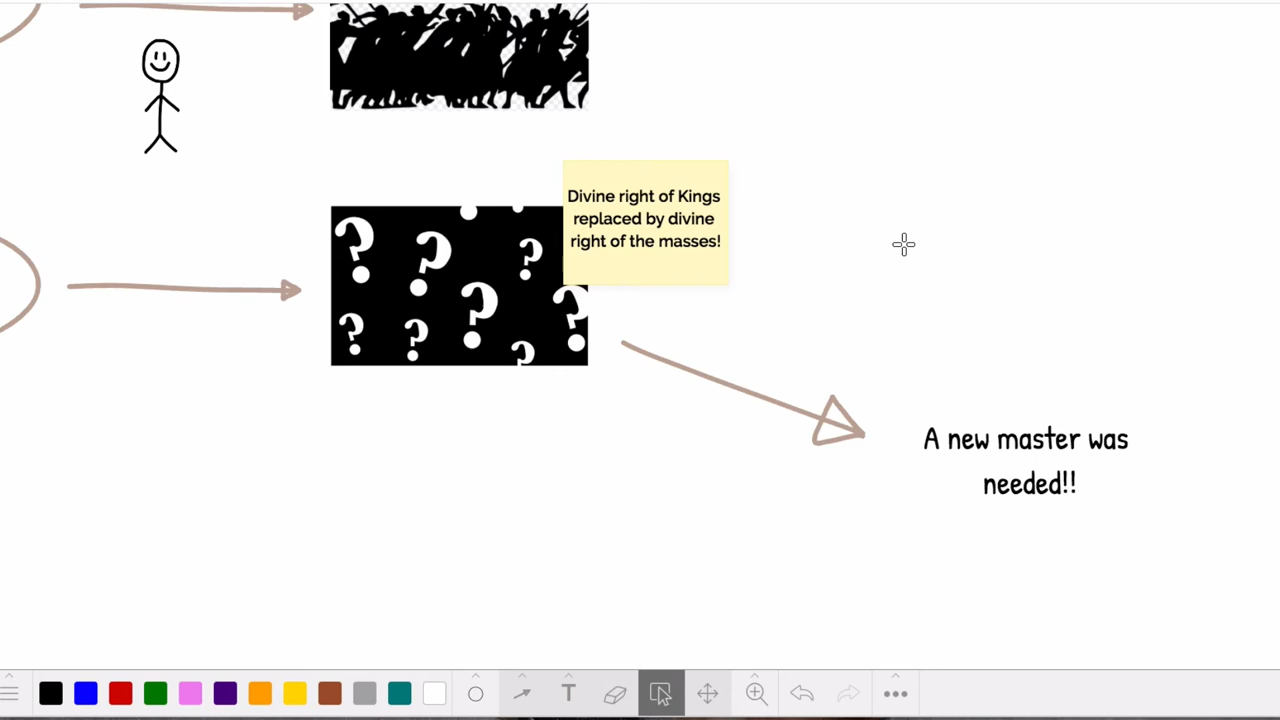 Divine right of Kings
replaced by divine
right of the masses!
? ? ?
? ?
? ? ?
A new master was
needed!!
T